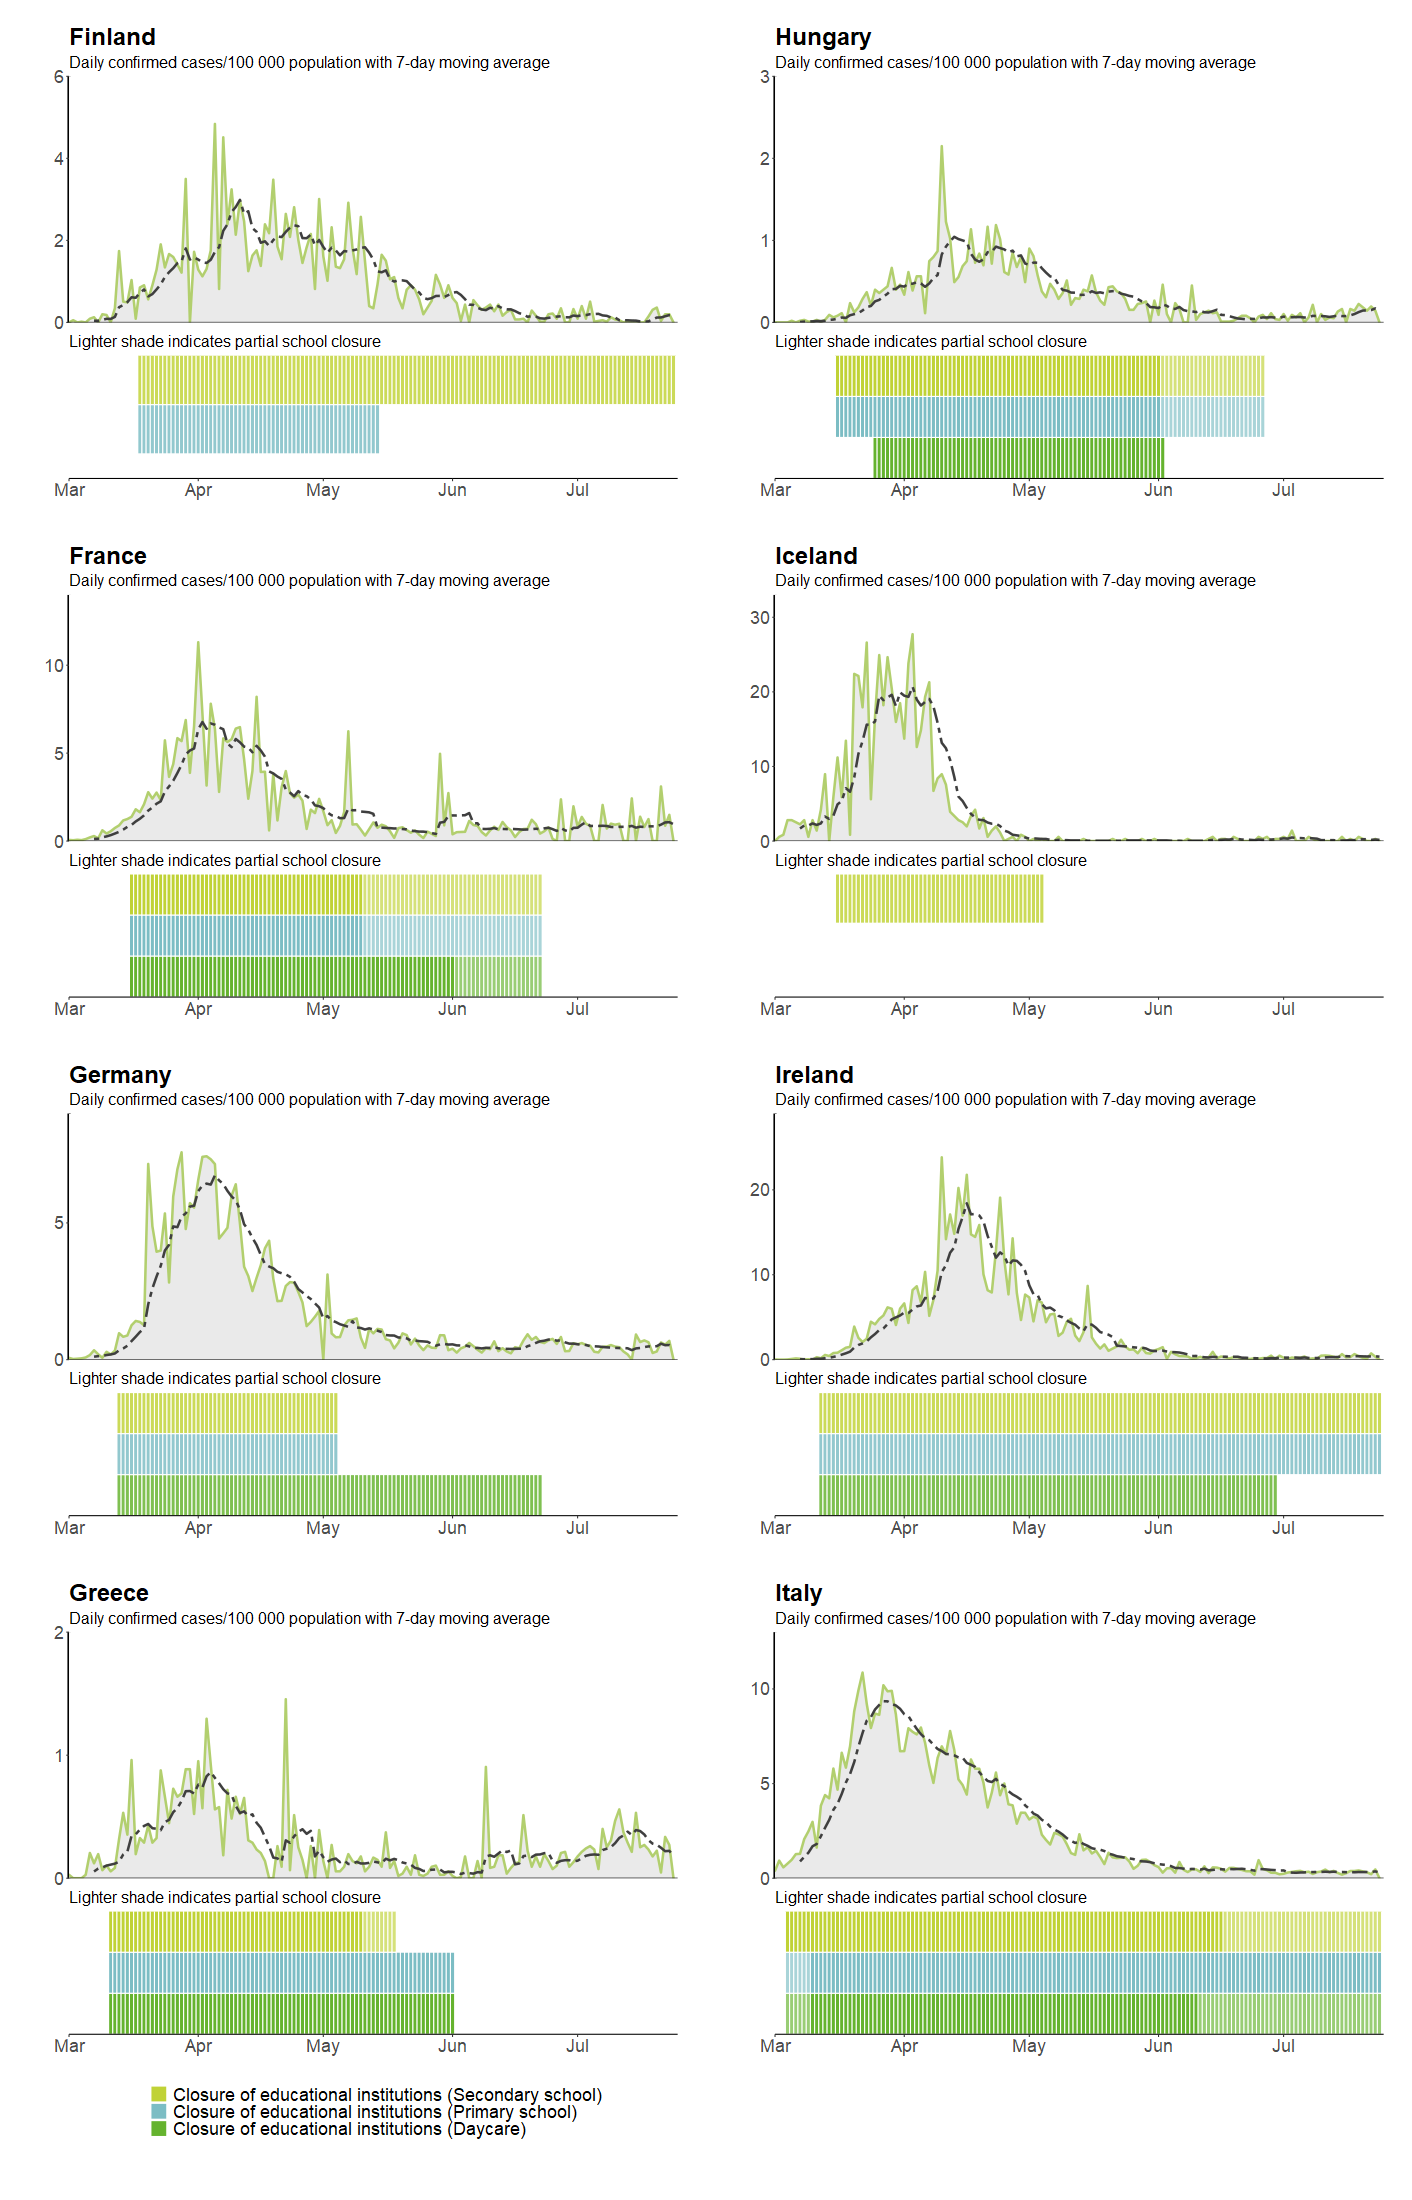 Finland
Daily confirmed cases/100 000 population with 7-day moving average
6
4
2
0
Lighter shade indicates partial school closure
Mar Apr May Jun Jul
Hungary
Daily confirmed cases/100 000 population with 7-day moving average
3
2
1
0
Lighter shade indicates partial school closure
Mar Apr May Jun Jul
France
Daily confirmed cases/100 000 population with 7-day moving average
10
5
0
Lighter shade indicates partial school closure
Mar Apr May Jun Jul
Iceland
Daily confirmed cases/100 000 population with 7-day moving average
30
20
10
0
Lighter shade indicates partial school closure
Mar Apr May Jun Jul
Germany
Daily confirmed cases/100 000 population with 7-day moving average
5
0
Lighter shade indicates partial school closure
Mar Apr May Jun Jul
Ireland
Daily confirmed cases/100 000 population with 7-day moving average
20
10
0
Lighter shade indicates partial school closure
Mar Apr May Jun Jul
Greece
Daily confirmed cases/100 000 population with 7-day moving average
2
1
0
Lighter shade indicates partial school closure
Mar Apr May Jun Jul
Italy
Daily confirmed cases/100 000 population with 7-day moving average
10
5
0
Lighter shade indicates partial school closure
Mar Apr May Jun Jul
Closure of educational institutions (Secondary school)
Closure of educational institutions (Primary school)
Closure of educational institutions (Daycare)